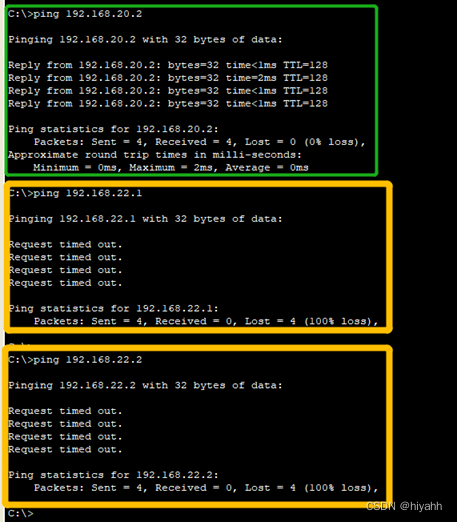 C:\>ping 192.168.20.2
Pinging 192.168.20.2 with 32 bytes of data:
Reply from 192.168.20.2: bytes=32 time<1ms TTL=128
Reply from 192.168.20.2: bytes=32 time=2ms TTL=128
Reply from 192.168.20.2: bytes=32 time<1ms TTL=128
Reply from 192.168.20.2: bytes=32 time<1ms TTL=128
Ping statistics for 192.168.20.2:
Packets: Sent = 4, Received = 4, Lost = 0 (0% loss),
Approximate round trip times in milli-seconds:
Minimum = 0ms, Maximum = 2ms, Average = 0ms
C:\>ping 192.168.22.1
Pinging 192.168.22.1 with 32 bytes of data:
Request timed out.
Request timed out.
Request timed out.
Request timed out.
Ping statistics for 192.168.22.1:
Packets: Sent = 4, Received = 0, Lost = 4 (100% loss),
C:\>ping 192.168.22.2
Pinging 192.168.22.2 with 32 bytes of data:
Request timed out.
Request timed out.
Request timed out.
Request timed out.
Ping statistics for 192.168.22.2:
Packets: Sent = 4, Received = 0, Lost = 4 (100% loss),
C:\>
CSDN @hiyahh